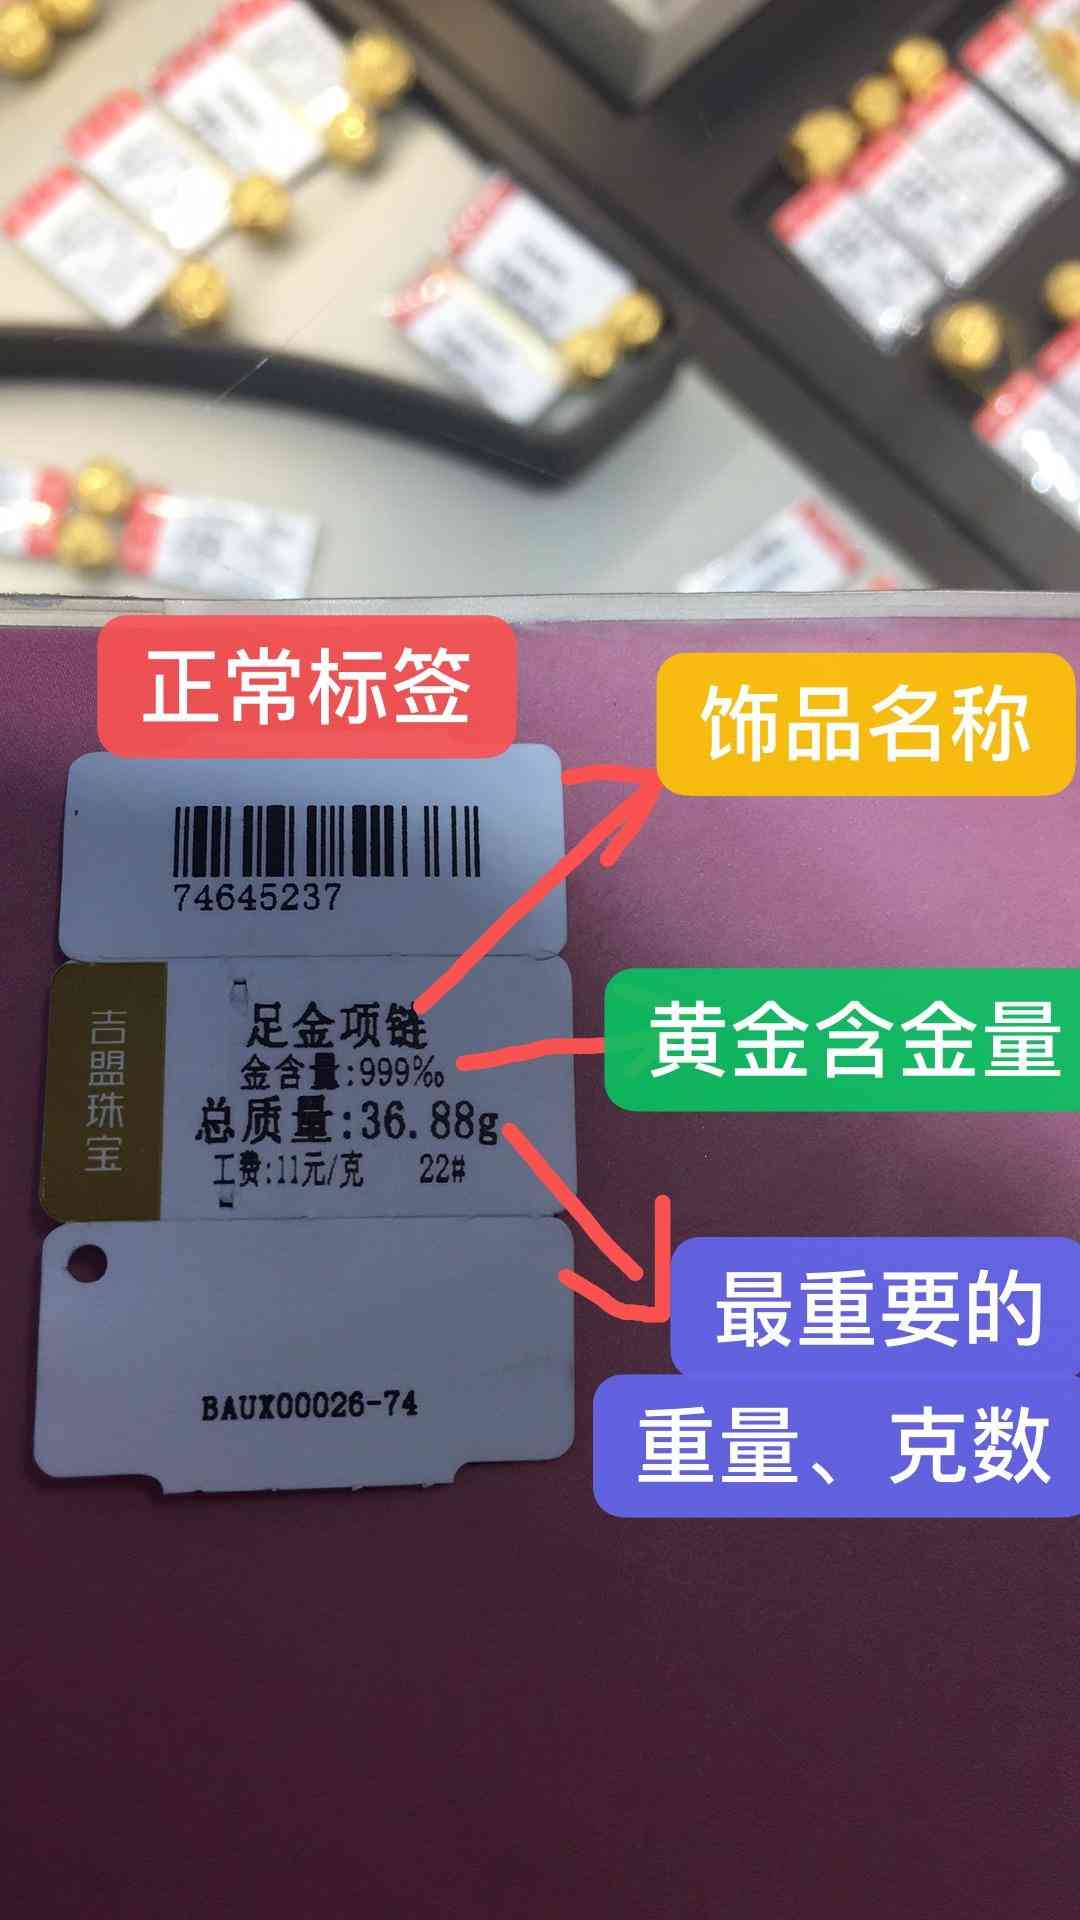 正常标签
饰品名称
74645237
吉盟珠宝
足金项链
金含量:999‰
黄金含金量
总质量:36.88g
工费:11元/克 22#
最重要的
重量、克数
BAUX00026-74